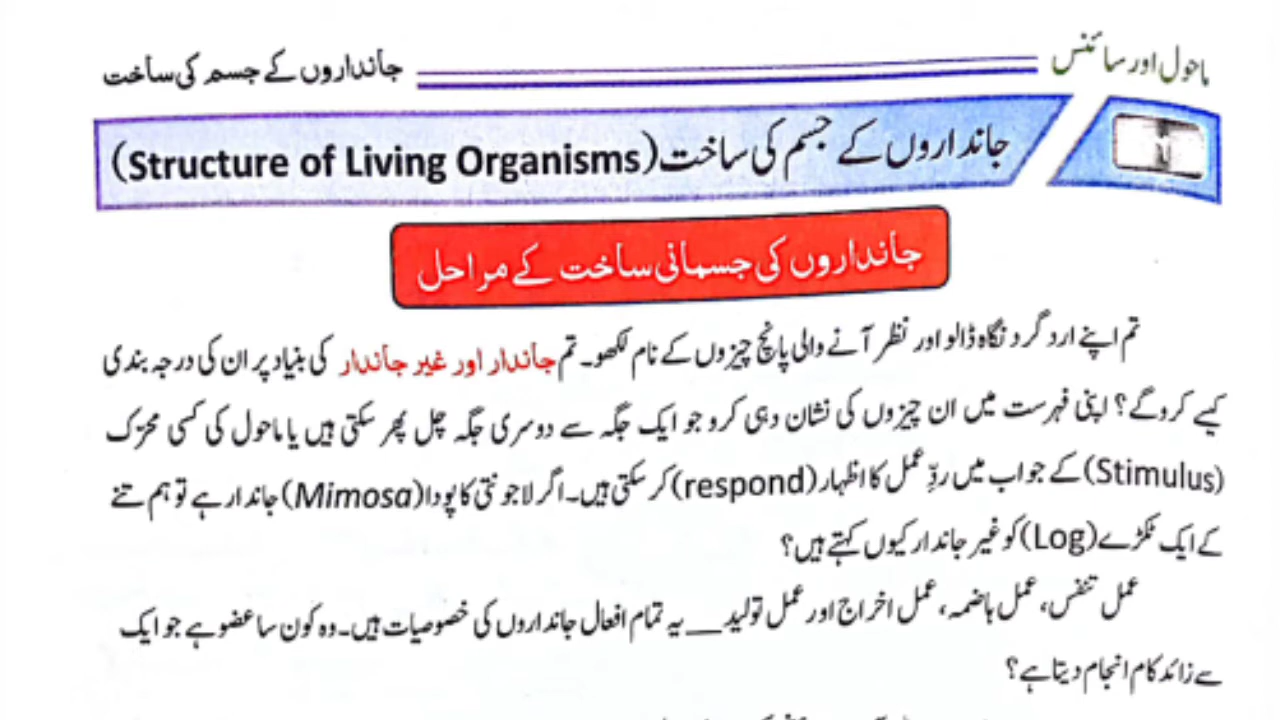 ماحول اور سائنس
جانداروں کے جسم کی ساخت
جانداروں کے جسم کی ساخت (Structure of Living Organisms)
جانداروں کی جسمانی ساخت کے مراحل
تم اپنے ارد گرد نگاہ ڈالو اور نظر آنے والی پانچ چیزوں کے نام لکھو۔ تم جاندار اور غیر جاندار کی بنیاد پر ان کی درجہ بندی
کیسے کروگے؟ اپنی فہرست میں ان چیزوں کی نشان دہی کرو جو ایک جگہ سے دوسری جگہ چل پھر سکتی ہیں یا ماحول کی کسی محرّک
(Stimulus) کے جواب میں ردِّ عمل کا اظہار (respond) کر سکتی ہیں۔ اگر لاجونتی کا پودا (Mimosa) جاندار ہے تو ہم تنے
کے ایک ٹکڑے (Log) کو غیر جاندار کیوں کہتے ہیں؟
عمل تنفس، عمل ہاضمہ، عمل اخراج اور عمل تولید __ یہ تمام افعال جانداروں کی خصوصیات ہیں۔ وہ کون سا عضو ہے جو ایک
سے زائد کام انجام دیتا ہے؟